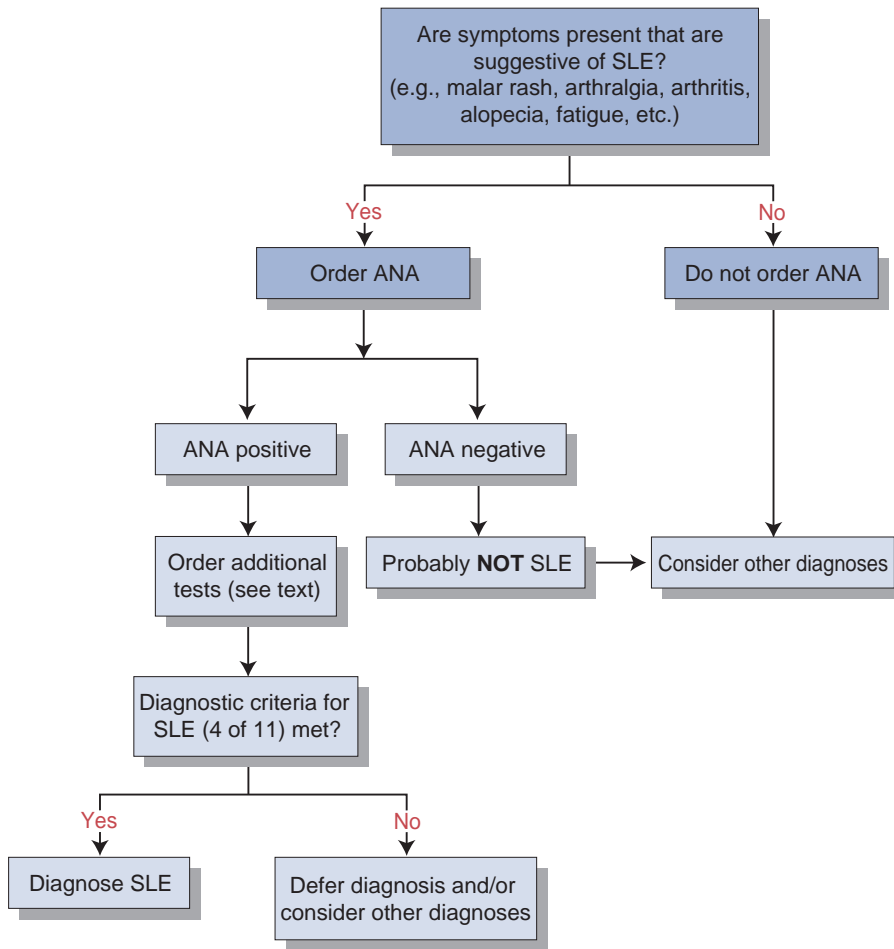 Are symptoms present that are
suggestive of SLE?
(e.g., malar rash, arthralgia, arthritis,
alopecia, fatigue, etc.)
Yes
No
Order ANA
Do not order ANA
ANA positive
ANA negative
Order additional
tests (see text)
Probably NOT SLE
Consider other diagnoses
Diagnostic criteria for
SLE (4 of 11) met?
Yes
No
Diagnose SLE
Defer diagnosis and/or
consider other diagnoses